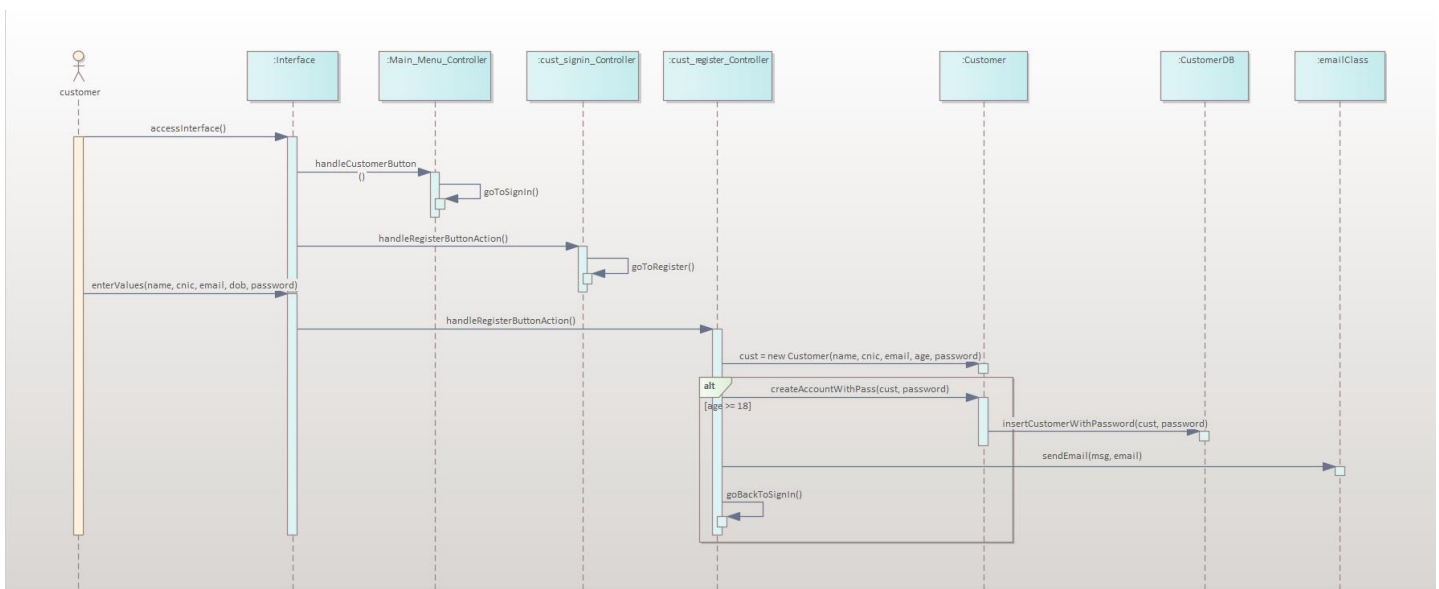 customer
:Interface
:Main_Menu_Controller
:cust_signin_Controller
:cust_register_Controller
:Customer
:CustomerDB
:emailClass
accessInterface()
handleCustomerButton
()
goToSignIn()
handleRegisterButtonAction()
goToRegister()
enterValues(name, cnic, email, dob, password)
handleRegisterButtonAction()
cust = new Customer(name, cnic, email, age, password)
alt
createAccountWithPass(cust, password)
[age >= 18]
insertCustomerWithPassword(cust, password)
sendEmail(msg, email)
goBackToSignIn()